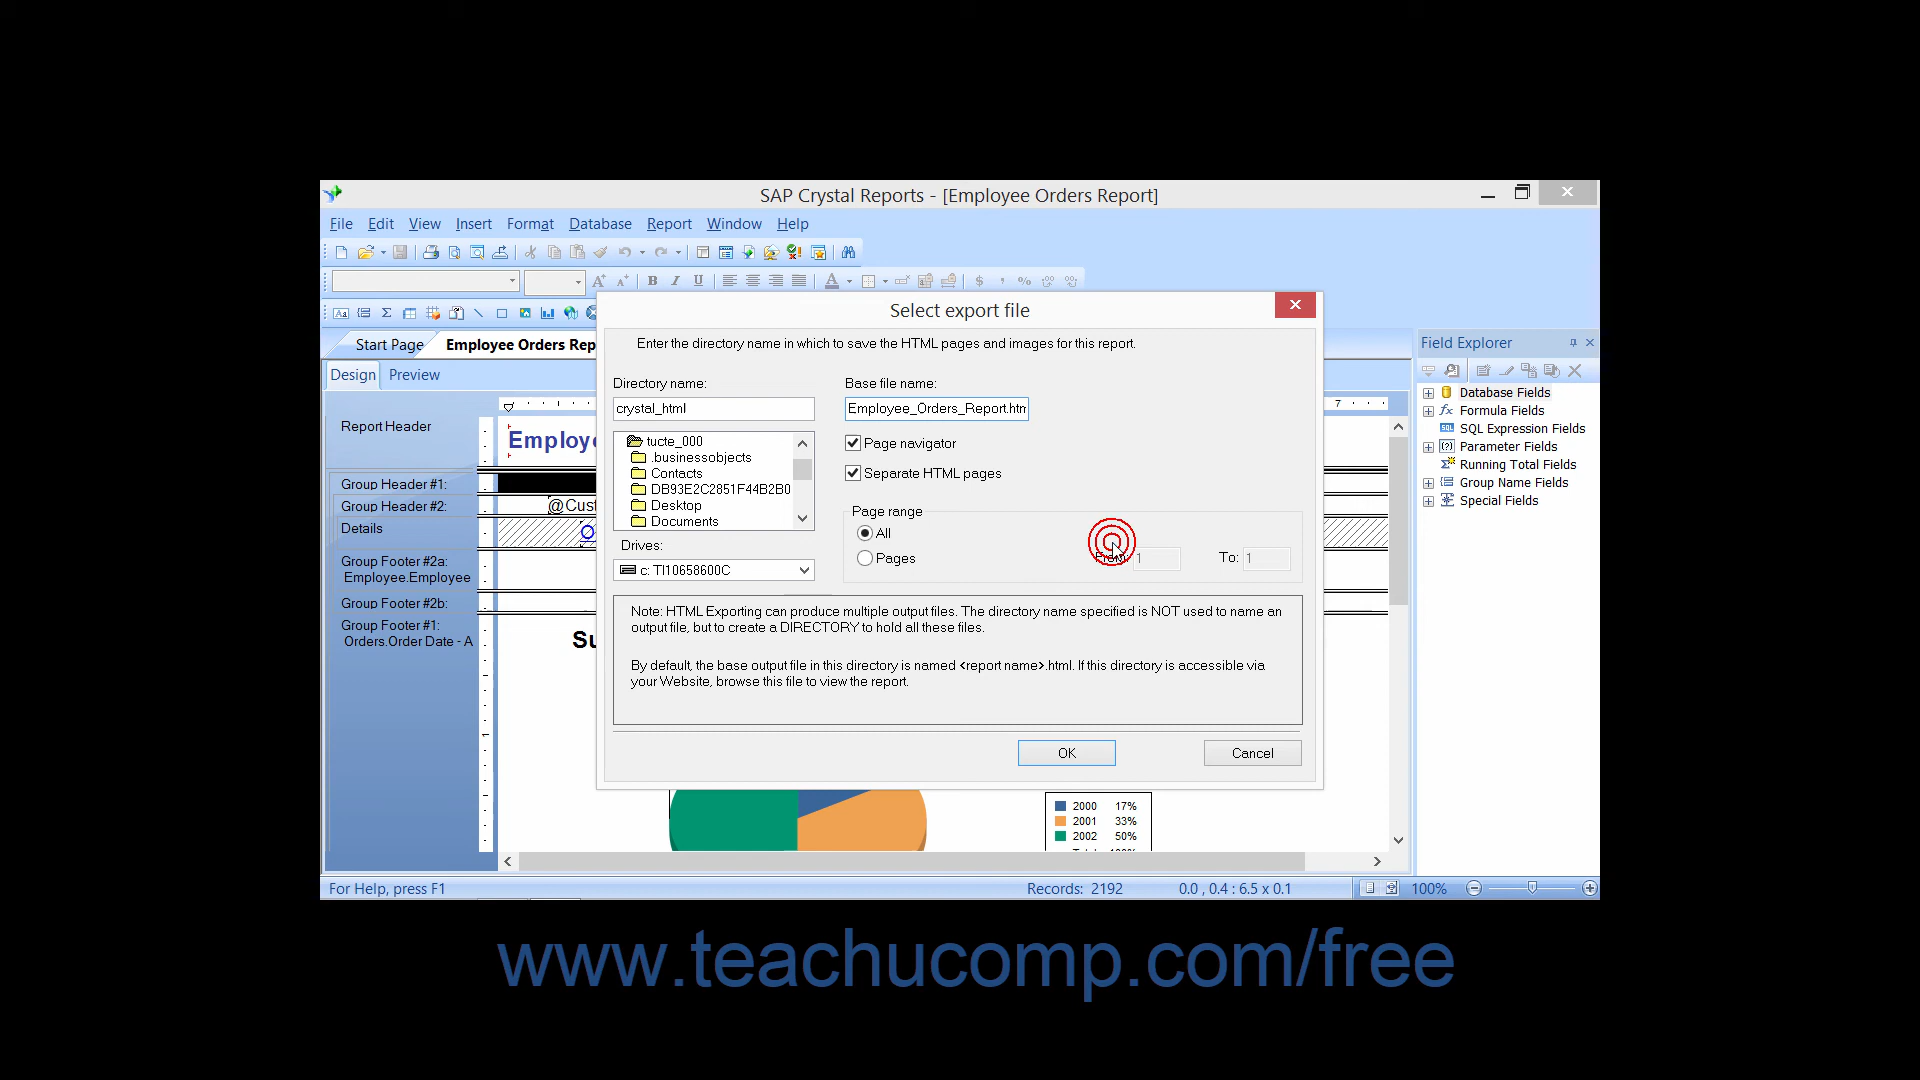 SAP Crystal Reports - [Employee Orders Report]
File Edit View Insert Format Database Report Window Help
Start Page
Employee Orders Rep
Design Preview
Report Header
Group Header #1:
Group Header #2:
Details
Group Footer #2a:
Employee.Employee
Group Footer #2b:
Group Footer #1:
Orders.Order Date - A
Employe
@Cust
O
Su
7
Select export file
Enter the directory name in which to save the HTML pages and images for this report.
Directory name:
crystal_html
tucte_000
.businessobjects
Contacts
DB93E2C2851F44B2B0
Desktop
Documents
Drives:
c: TI10658600C
Base file name:
Employee_Orders_Report.htm
Page navigator
Separate HTML pages
Page range
All
Pages
From: 1 To: 1
Note: HTML Exporting can produce multiple output files. The directory name specified is NOT used to name an
output file, but to create a DIRECTORY to hold all these files.
By default, the base output file in this directory is named <report name>.html. If this directory is accessible via
your Website, browse this file to view the report.
OK Cancel
2000 17%
2001 33%
2002 50%
Field Explorer
Database Fields
Formula Fields
SQL Expression Fields
Parameter Fields
Running Total Fields
Group Name Fields
Special Fields
For Help, press F1
Records: 2192
0.0 , 0.4 : 6.5 x 0.1
100%
www.teachucomp.com/free